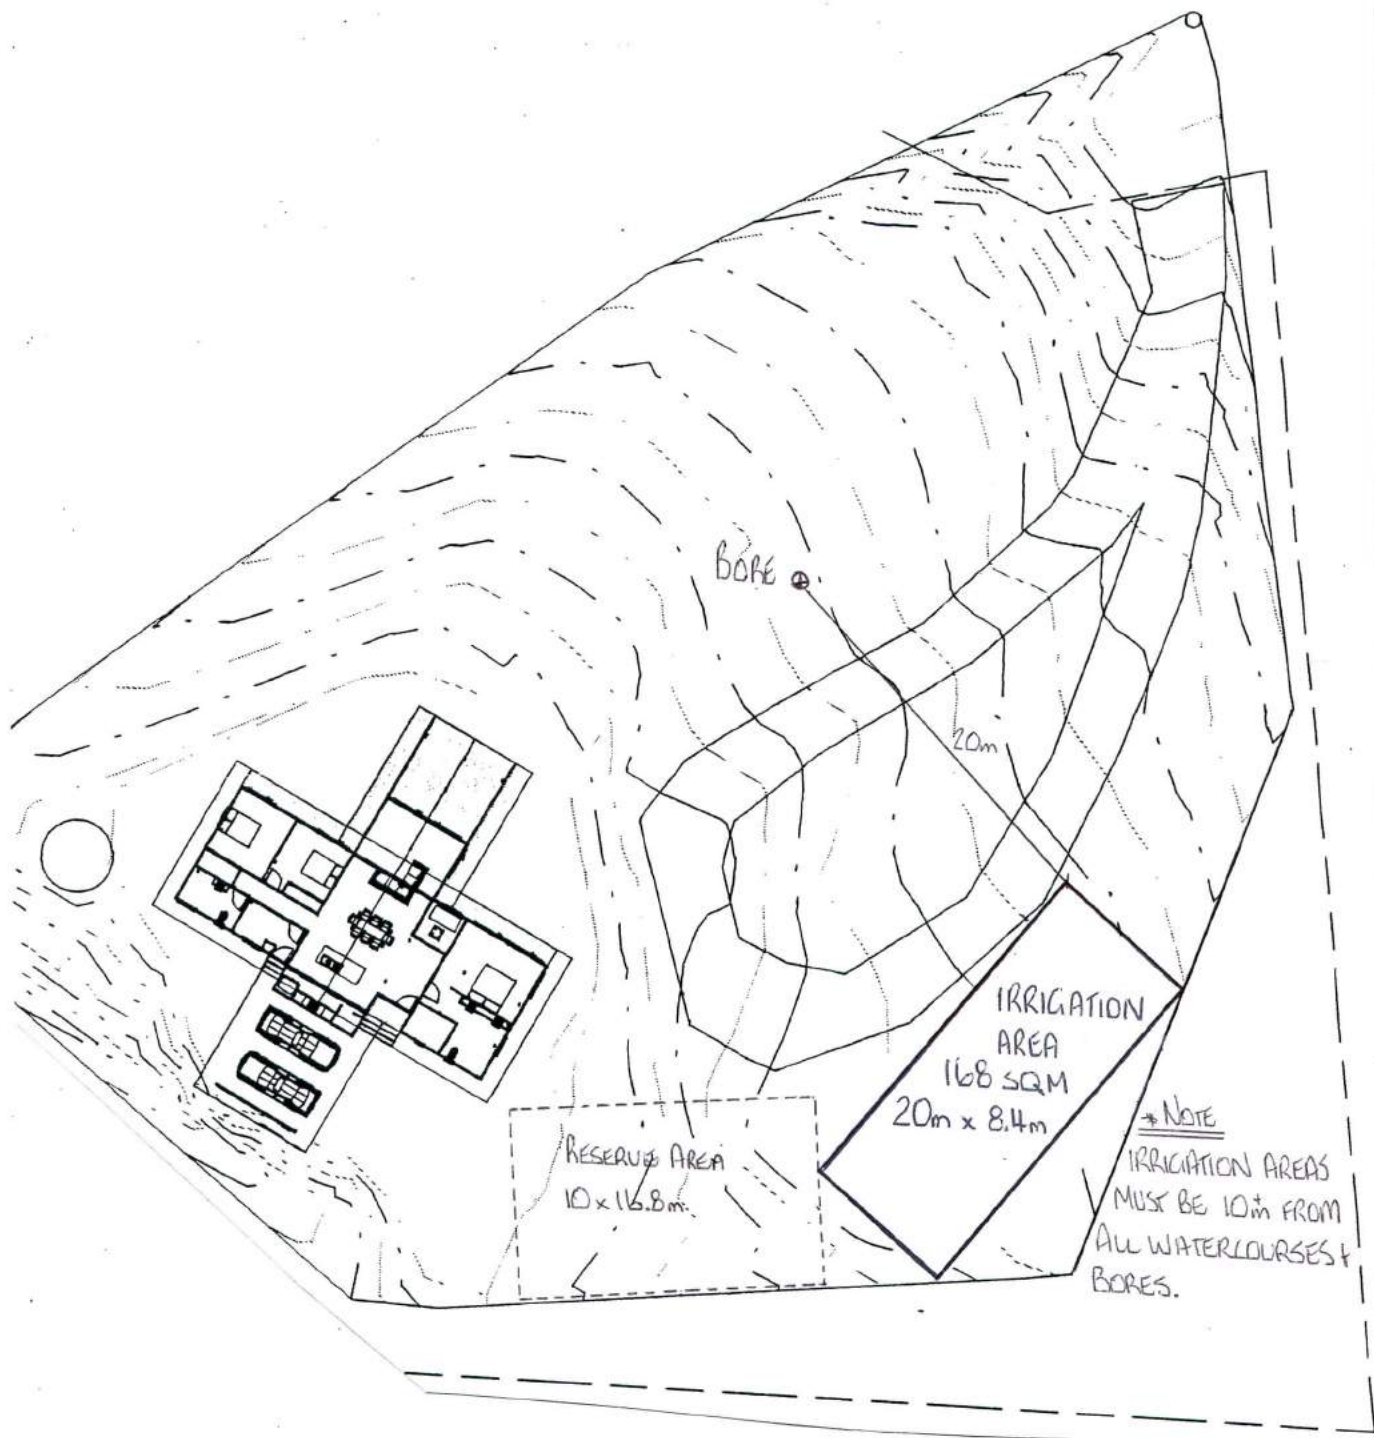 BORE
20m
IRRIGATION
AREA
168 SQM
20m x 8.4m
RESERVE AREA
10 x 16.8m
* NOTE
IRRIGATION AREAS
MUST BE 10m+ FROM
ALL WATERCOURSES &
BORES.